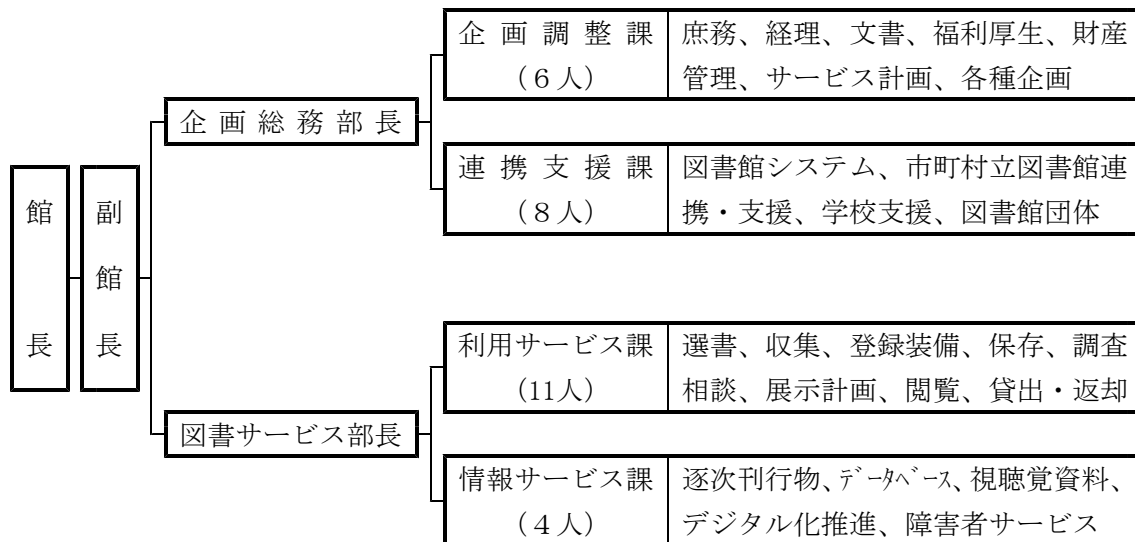 館長
副館長
企画総務部長
企画調整課
(6人)
庶務、経理、文書、福利厚生、財産
管理、サービス計画、各種企画
連携支援課
(8人)
図書館システム、市町村立図書館連
携・支援、学校支援、図書館団体
図書サービス部長
利用サービス課
(11人)
選書、収集、登録装備、保存、調査
相談、展示計画、閲覧、貸出・返却
情報サービス課
(4人)
逐次刊行物、データベース、視聴覚資料、
デジタル化推進、障害者サービス